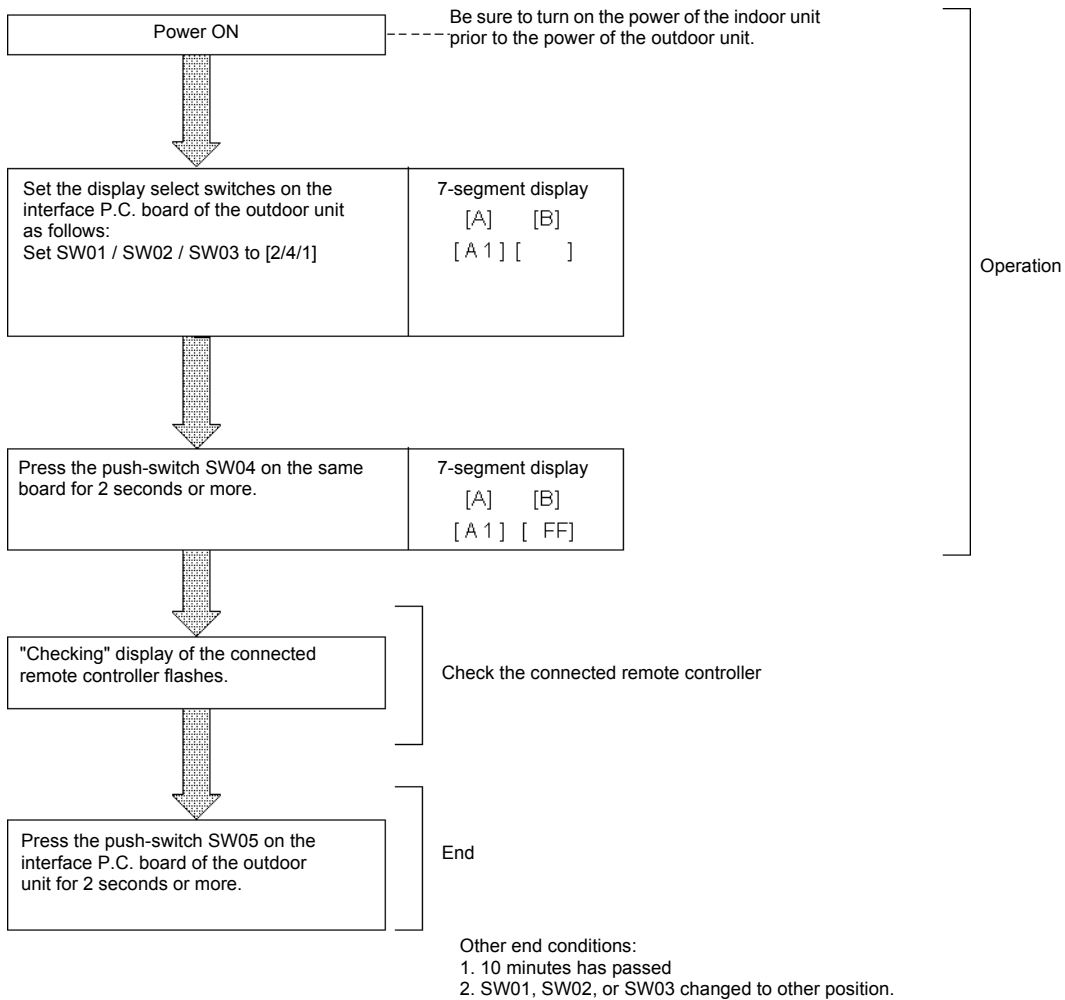 Power ON
Be sure to turn on the power of the indoor unit
prior to the power of the outdoor unit.
Set the display select switches on the
interface P.C. board of the outdoor unit
as follows:
Set SW01 / SW02 / SW03 to [2/4/1]
7-segment display
[A] [B]
[A1] [ ]
Operation
Press the push-switch SW04 on the same
board for 2 seconds or more.
7-segment display
[A] [B]
[A1] [ FF]
"Checking" display of the connected
remote controller flashes.
Check the connected remote controller
Press the push-switch SW05 on the
interface P.C. board of the outdoor
unit for 2 seconds or more.
End
Other end conditions:
1. 10 minutes has passed
2. SW01, SW02, or SW03 changed to other position.